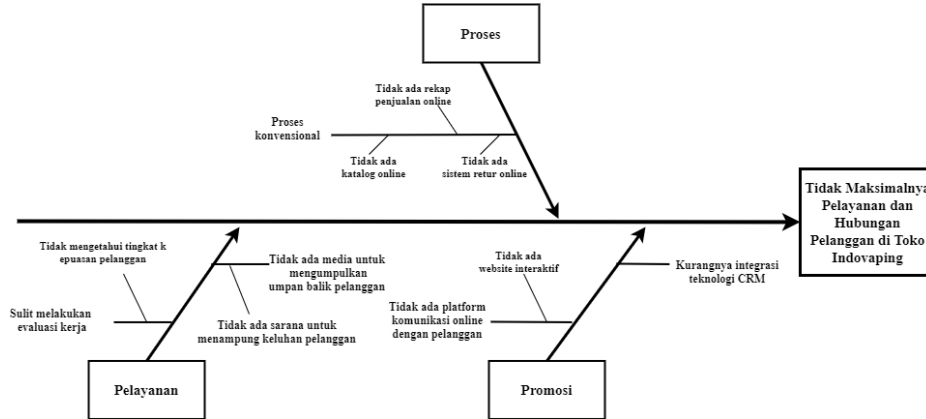 Proses
Tidak ada rekap
penjualan online
Proses
konvensional
Tidak ada
katalog online
Tidak ada
sistem retur online
Tidak Maksimalnya
Pelayanan dan
Hubungan
Pelanggan di Toko
Indovaping
Tidak mengetahui tingkat k
epuasan pelanggan
Tidak ada media untuk
mengumpulkan
umpan balik pelanggan
Sulit melakukan
evaluasi kerja
Tidak ada sarana untuk
menampung keluhan pelanggan
Pelayanan
Tidak ada
website interaktif
Kurangnya integrasi
teknologi CRM
Tidak ada platform
komunikasi online
dengan pelanggan
Promosi